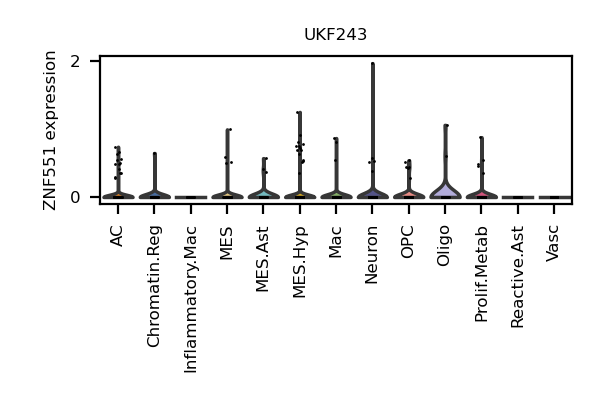 UKF243
ZNF551 expression
2
0
AC
Chromatin.Reg
Inflammatory.Mac
MES
MES.Ast
MES.Hyp
Mac
Neuron
OPC
Oligo
Prolif.Metab
Reactive.Ast
Vasc